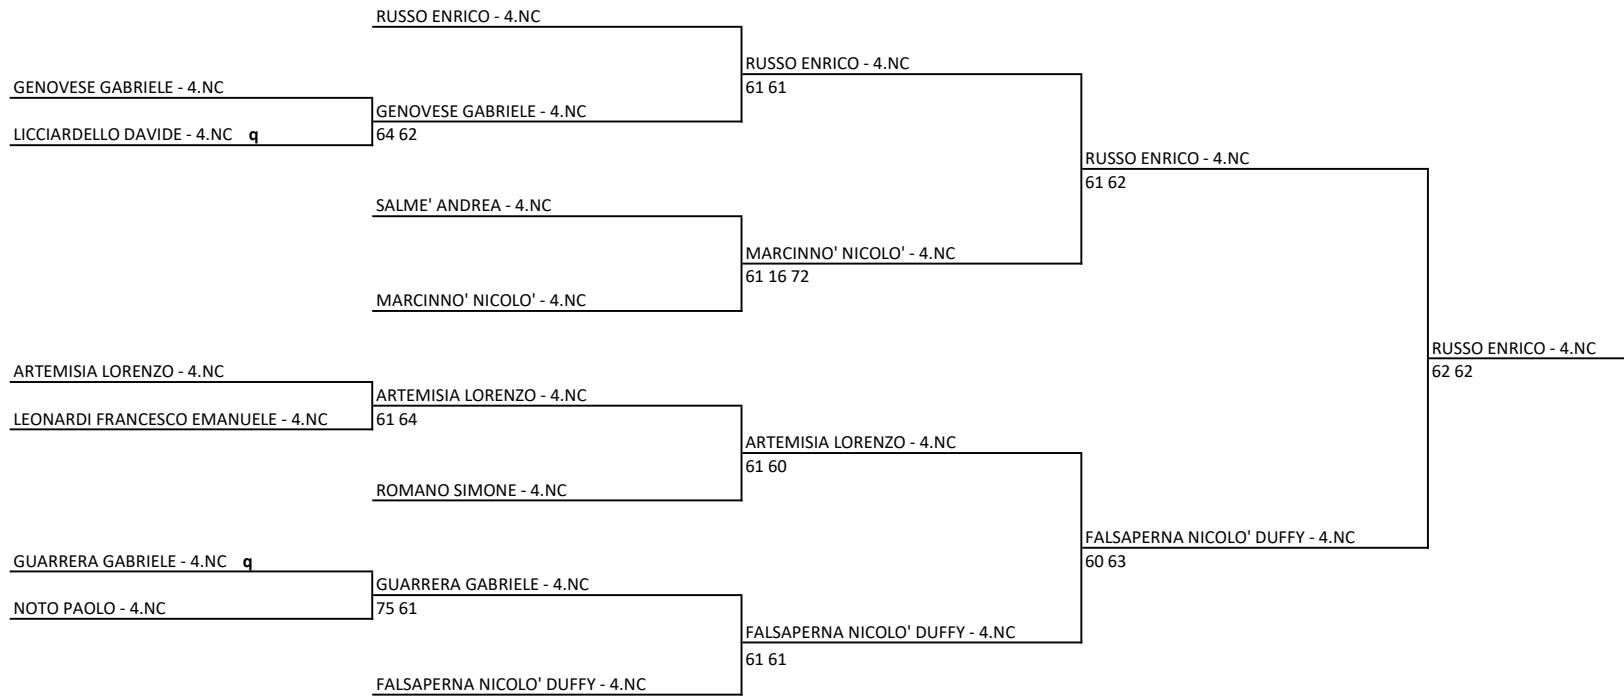 RUSSO ENRICO - 4.NC
RUSSO ENRICO - 4.NC
GENOVESE GABRIELE - 4.NC
61 61
GENOVESE GABRIELE - 4.NC
LICCIARDELLO DAVIDE - 4.NC q
64 62
RUSSO ENRICO - 4.NC
61 62
SALME' ANDREA - 4.NC
MARCINNO' NICOLO' - 4.NC
61 16 72
MARCINNO' NICOLO' - 4.NC
RUSSO ENRICO - 4.NC
62 62
ARTEMISIA LORENZO - 4.NC
ARTEMISIA LORENZO - 4.NC
LEONARDI FRANCESCO EMANUELE - 4.NC
61 64
ARTEMISIA LORENZO - 4.NC
61 60
ROMANO SIMONE - 4.NC
FALSAPERNA NICOLO' DUFFY - 4.NC
60 63
GUARRERA GABRIELE - 4.NC q
GUARRERA GABRIELE - 4.NC
NOTO PAOLO - 4.NC
75 61
FALSAPERNA NICOLO' DUFFY - 4.NC
61 61
FALSAPERNA NICOLO' DUFFY - 4.NC